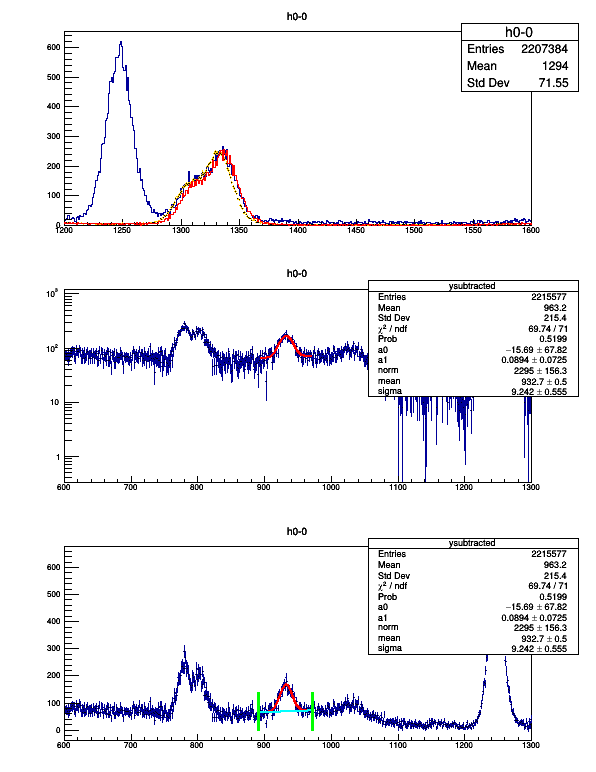 h0-0
h0-0
Entries 2207384
Mean 1294
Std Dev 71.55
600
500
400
300
200
100
0
1200 1250 1300 1350 1400 1450 1500 1550 1600
h0-0
ysubtracted
Entries 2215577
Mean 963.2
Std Dev 215.4
χ² / ndf 69.74 / 71
Prob 0.5199
a0 −15.69 ± 67.82
a1 0.0894 ± 0.0725
norm 2295 ± 156.3
mean 932.7 ± 0.5
sigma 9.242 ± 0.555
10³
10²
10
1
600 700 800 900 1000 1100 1200 1300
h0-0
ysubtracted
Entries 2215577
Mean 963.2
Std Dev 215.4
χ² / ndf 69.74 / 71
Prob 0.5199
a0 −15.69 ± 67.82
a1 0.0894 ± 0.0725
norm 2295 ± 156.3
mean 932.7 ± 0.5
sigma 9.242 ± 0.555
600
500
400
300
200
100
0
600 700 800 900 1000 1100 1200 1300